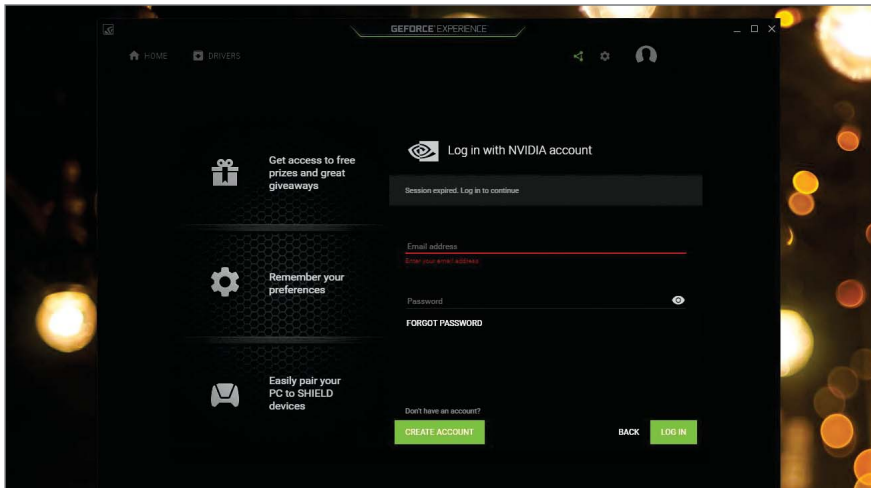 GEFORCE EXPERIENCE
HOME
DRIVERS
Get access to free
prizes and great
giveaways
Remember your
preferences
Easily pair your
PC to SHIELD
devices
Log in with NVIDIA account
Session expired. Log in to continue
Email address
Enter your email address
Password
FORGOT PASSWORD
Don't have an account?
CREATE ACCOUNT
BACK
LOG IN